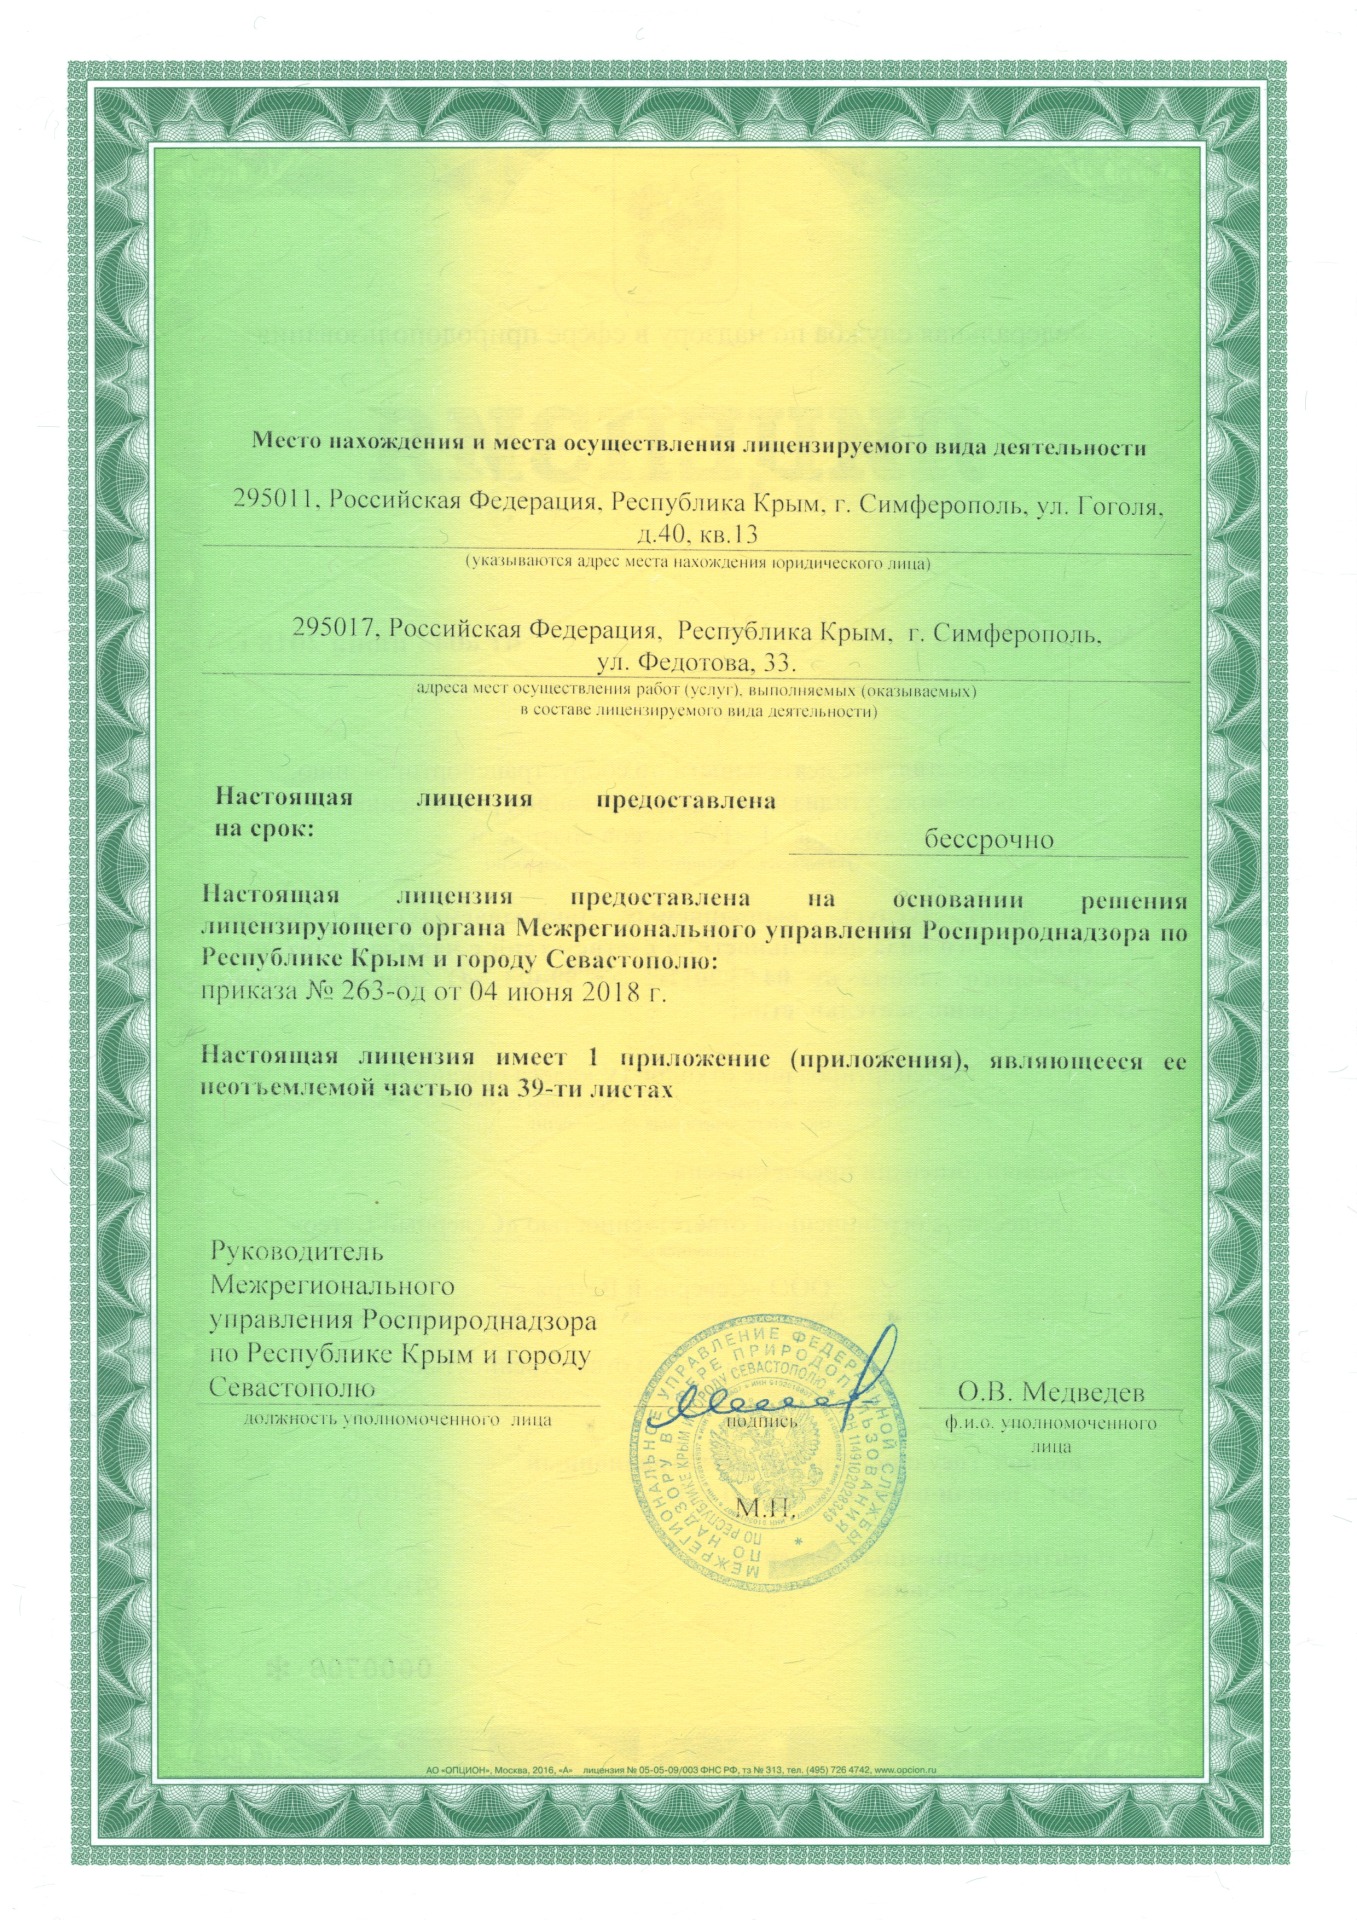 Место нахождения и места осуществления лицензируемого вида деятельности
295011, Российская Федерация, Республика Крым, г. Симферополь, ул. Гоголя,
д.40, кв.13
(указываются адрес места нахождения юридического лица)
295017, Российская Федерация, Республика Крым, г. Симферополь,
ул. Федотова, 33.
адреса мест осуществления работ (услуг), выполняемых (оказываемых)
в составе лицензируемого вида деятельности)
Настоящая лицензия предоставлена
на срок:
бессрочно
Настоящая лицензия предоставлена на основании решения
лицензирующего органа Межрегионального управления Росприроднадзора по
Республике Крым и городу Севастополю:
приказа № 263-од от 04 июня 2018 г.
Настоящая лицензия имеет 1 приложение (приложения), являющееся ее
неотъемлемой частью на 39-ти листах
Руководитель
Межрегионального
управления Росприроднадзора
по Республике Крым и городу
Севастополю
должность уполномоченного лица
подпись
О.В. Медведев
ф.и.о. уполномоченного
лица
М.П.
МЕЖРЕГИОНАЛЬНОЕ УПРАВЛЕНИЕ ФЕДЕРАЛЬНОЙ СЛУЖБЫ
ПО НАДЗОРУ В СФЕРЕ ПРИРОДОПОЛЬЗОВАНИЯ
ПО РЕСПУБЛИКЕ КРЫМ И ГОРОДУ СЕВАСТОПОЛЮ
АО «ОПЦИОН», Москва, 2016, «А» лицензия № 05-05-09/003 ФНС РФ, тз № 313, тел. (495) 726 4742, www.opcion.ru